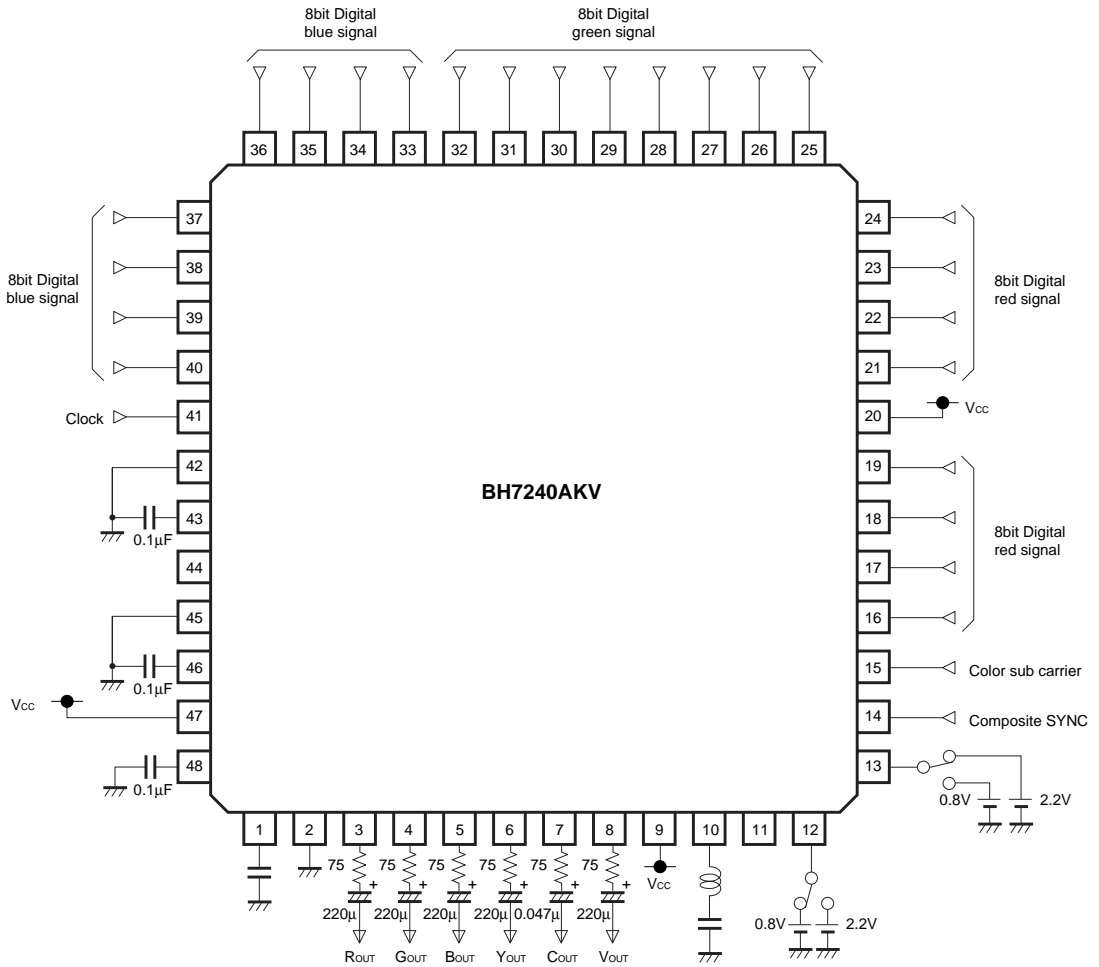 8bit Digital
blue signal
8bit Digital
green signal
36 35 34 33 32 31 30 29 28 27 26 25
37
38
39
40
41
42
43
44
45
46
47
48
8bit Digital
blue signal
Clock
0.1µF
0.1µF
Vcc
0.1µF
BH7240AKV
24
23
22
21
20
19
18
17
16
15
14
13
8bit Digital
red signal
Vcc
8bit Digital
red signal
Color sub carrier
Composite SYNC
0.8V 2.2V
1 2 3 4 5 6 7 8 9 10 11 12
75 75 75 75 75 75
+ + + + + +
Vcc
220µ 220µ 220µ 220µ 0.047µ 220µ
0.8V 2.2V
ROUT GOUT BOUT YOUT COUT VOUT